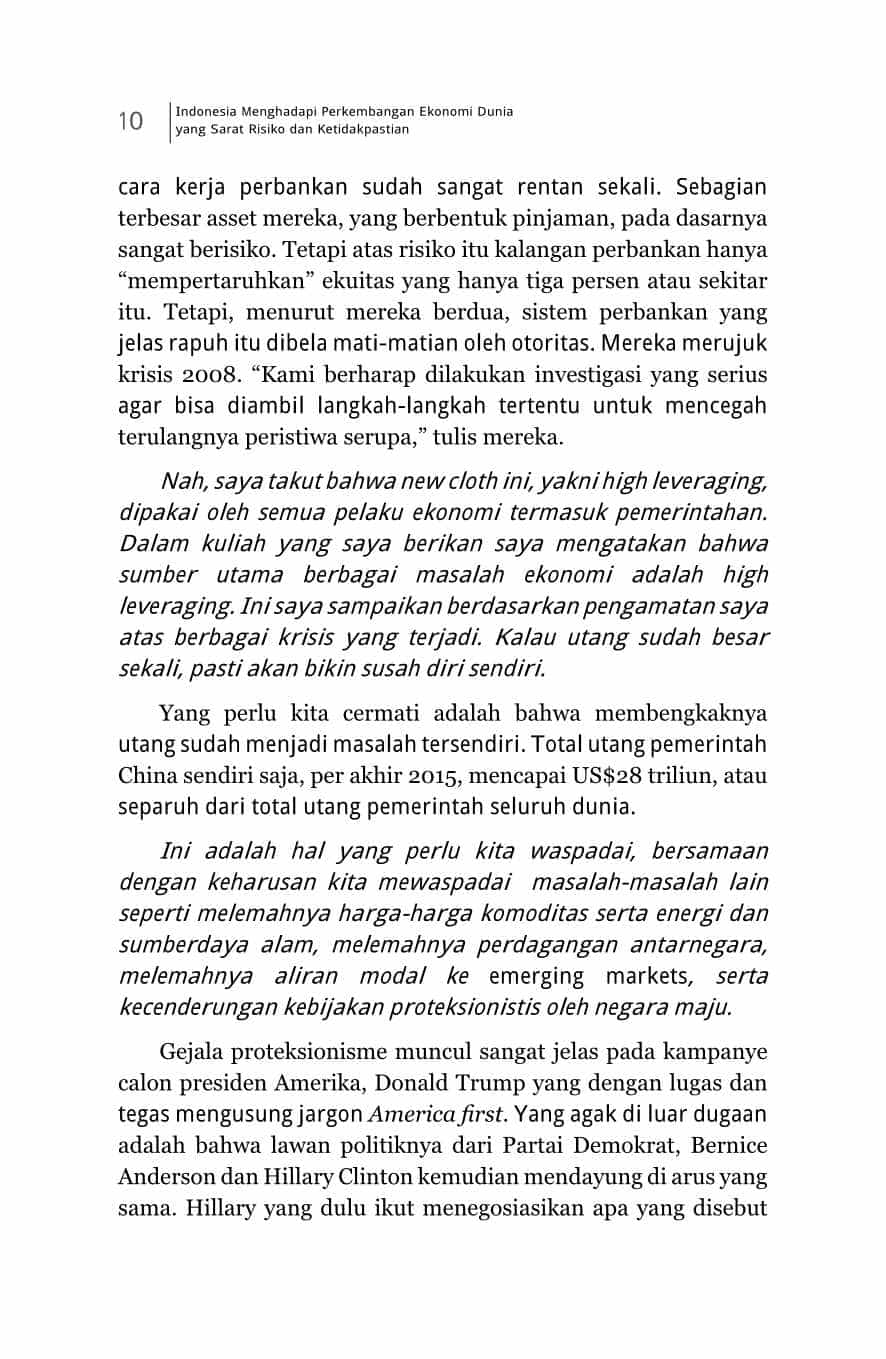 10
Indonesia Menghadapi Perkembangan Ekonomi Dunia
yang Sarat Risiko dan Ketidakpastian
cara kerja perbankan sudah sangat rentan sekali. Sebagian
terbesar asset mereka, yang berbentuk pinjaman, pada dasarnya
sangat berisiko. Tetapi atas risiko itu kalangan perbankan hanya
“mempertaruhkan” ekuitas yang hanya tiga persen atau sekitar
itu. Tetapi, menurut mereka berdua, sistem perbankan yang
jelas rapuh itu dibela mati-matian oleh otoritas. Mereka merujuk
krisis 2008. “Kami berharap dilakukan investigasi yang serius
agar bisa diambil langkah-langkah tertentu untuk mencegah
terulangnya peristiwa serupa,” tulis mereka.
Nah, saya takut bahwa new cloth ini, yakni high leveraging,
dipakai oleh semua pelaku ekonomi termasuk pemerintahan.
Dalam kuliah yang saya berikan saya mengatakan bahwa
sumber utama berbagai masalah ekonomi adalah high
leveraging. Ini saya sampaikan berdasarkan pengamatan saya
atas berbagai krisis yang terjadi. Kalau utang sudah besar
sekali, pasti akan bikin susah diri sendiri.
Yang perlu kita cermati adalah bahwa membengkaknya
utang sudah menjadi masalah tersendiri. Total utang pemerintah
China sendiri saja, per akhir 2015, mencapai US$28 triliun, atau
separuh dari total utang pemerintah seluruh dunia.
Ini adalah hal yang perlu kita waspadai, bersamaan
dengan keharusan kita mewaspadai masalah-masalah lain
seperti melemahnya harga-harga komoditas serta energi dan
sumberdaya alam, melemahnya perdagangan antarnegara,
melemahnya aliran modal ke emerging markets, serta
kecenderungan kebijakan proteksionistis oleh negara maju.
Gejala proteksionisme muncul sangat jelas pada kampanye
calon presiden Amerika, Donald Trump yang dengan lugas dan
tegas mengusung jargon America first. Yang agak di luar dugaan
adalah bahwa lawan politiknya dari Partai Demokrat, Bernice
Anderson dan Hillary Clinton kemudian mendayung di arus yang
sama. Hillary yang dulu ikut menegosiasikan apa yang disebut